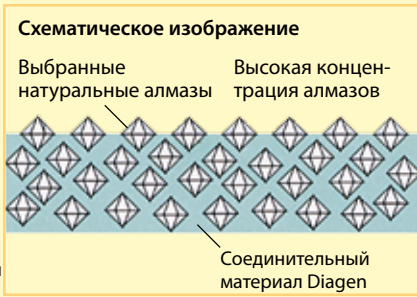 Схематическое изображение
Выбранные
натуральные алмазы
Высокая концен-
трация алмазов
Соединительный
материал Diagen